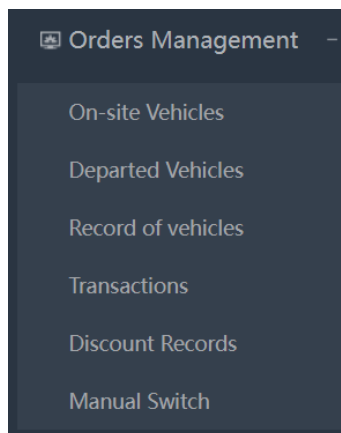 Orders Management -
On-site Vehicles
Departed Vehicles
Record of vehicles
Transactions
Discount Records
Manual Switch